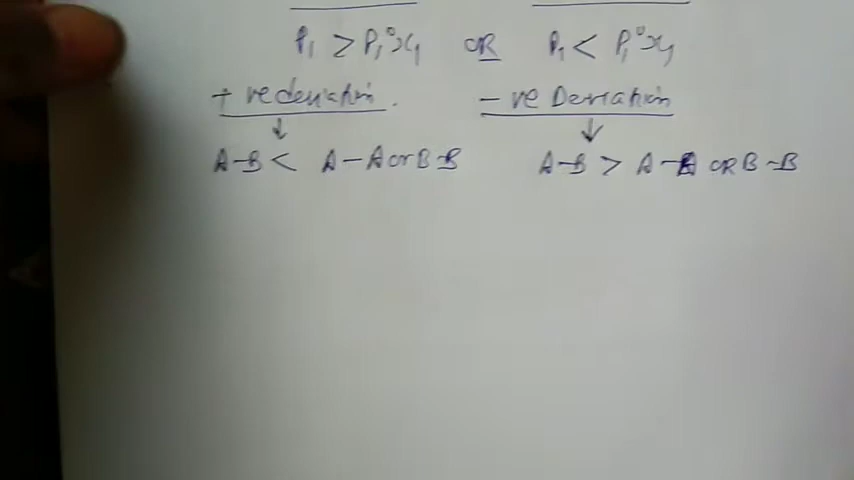 P₁ ≥ P₁°x₁ OR P₁ < P₁°x₁
+ ve deviation. - ve Deviation
↓ ↓
A-B < A-A or B-B A-B > A-A OR B-B